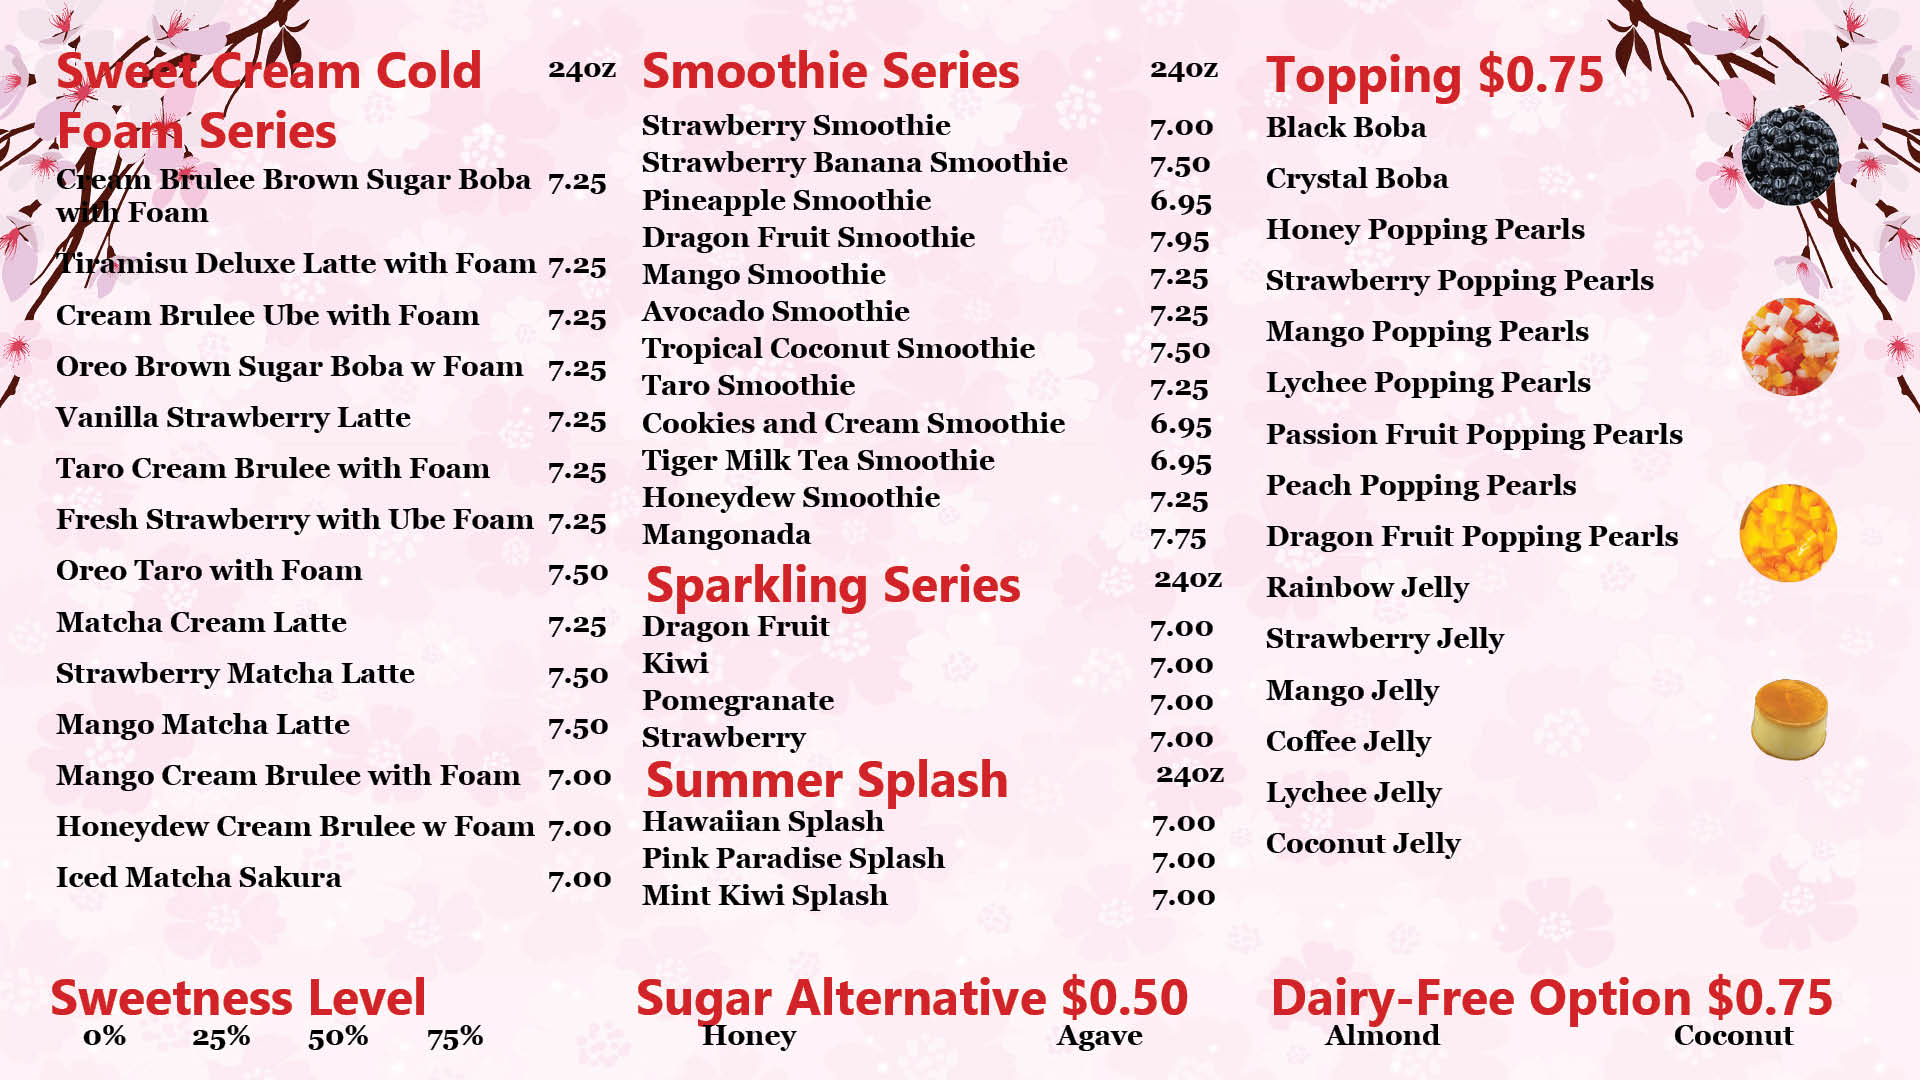 Sweet Cream Cold 24oz
Foam Series
Cream Brulee Brown Sugar Boba 7.25
with Foam
Tiramisu Deluxe Latte with Foam 7.25
Cream Brulee Ube with Foam 7.25
Oreo Brown Sugar Boba w Foam 7.25
Vanilla Strawberry Latte 7.25
Taro Cream Brulee with Foam 7.25
Fresh Strawberry with Ube Foam 7.25
Oreo Taro with Foam 7.50
Matcha Cream Latte 7.25
Strawberry Matcha Latte 7.50
Mango Matcha Latte 7.50
Mango Cream Brulee with Foam 7.00
Honeydew Cream Brulee w Foam 7.00
Iced Matcha Sakura 7.00
Smoothie Series 24oz
Strawberry Smoothie 7.00
Strawberry Banana Smoothie 7.50
Pineapple Smoothie 6.95
Dragon Fruit Smoothie 7.95
Mango Smoothie 7.25
Avocado Smoothie 7.25
Tropical Coconut Smoothie 7.50
Taro Smoothie 7.25
Cookies and Cream Smoothie 6.95
Tiger Milk Tea Smoothie 6.95
Honeydew Smoothie 7.25
Mangonada 7.75
Sparkling Series 24oz
Dragon Fruit 7.00
Kiwi 7.00
Pomegranate 7.00
Strawberry 7.00
Summer Splash 24oz
Hawaiian Splash 7.00
Pink Paradise Splash 7.00
Mint Kiwi Splash 7.00
Topping $0.75
Black Boba
Crystal Boba
Honey Popping Pearls
Strawberry Popping Pearls
Mango Popping Pearls
Lychee Popping Pearls
Passion Fruit Popping Pearls
Peach Popping Pearls
Dragon Fruit Popping Pearls
Rainbow Jelly
Strawberry Jelly
Mango Jelly
Coffee Jelly
Lychee Jelly
Coconut Jelly
Sweetness Level
0% 25% 50% 75%
Sugar Alternative $0.50
Honey Agave
Dairy-Free Option $0.75
Almond Coconut